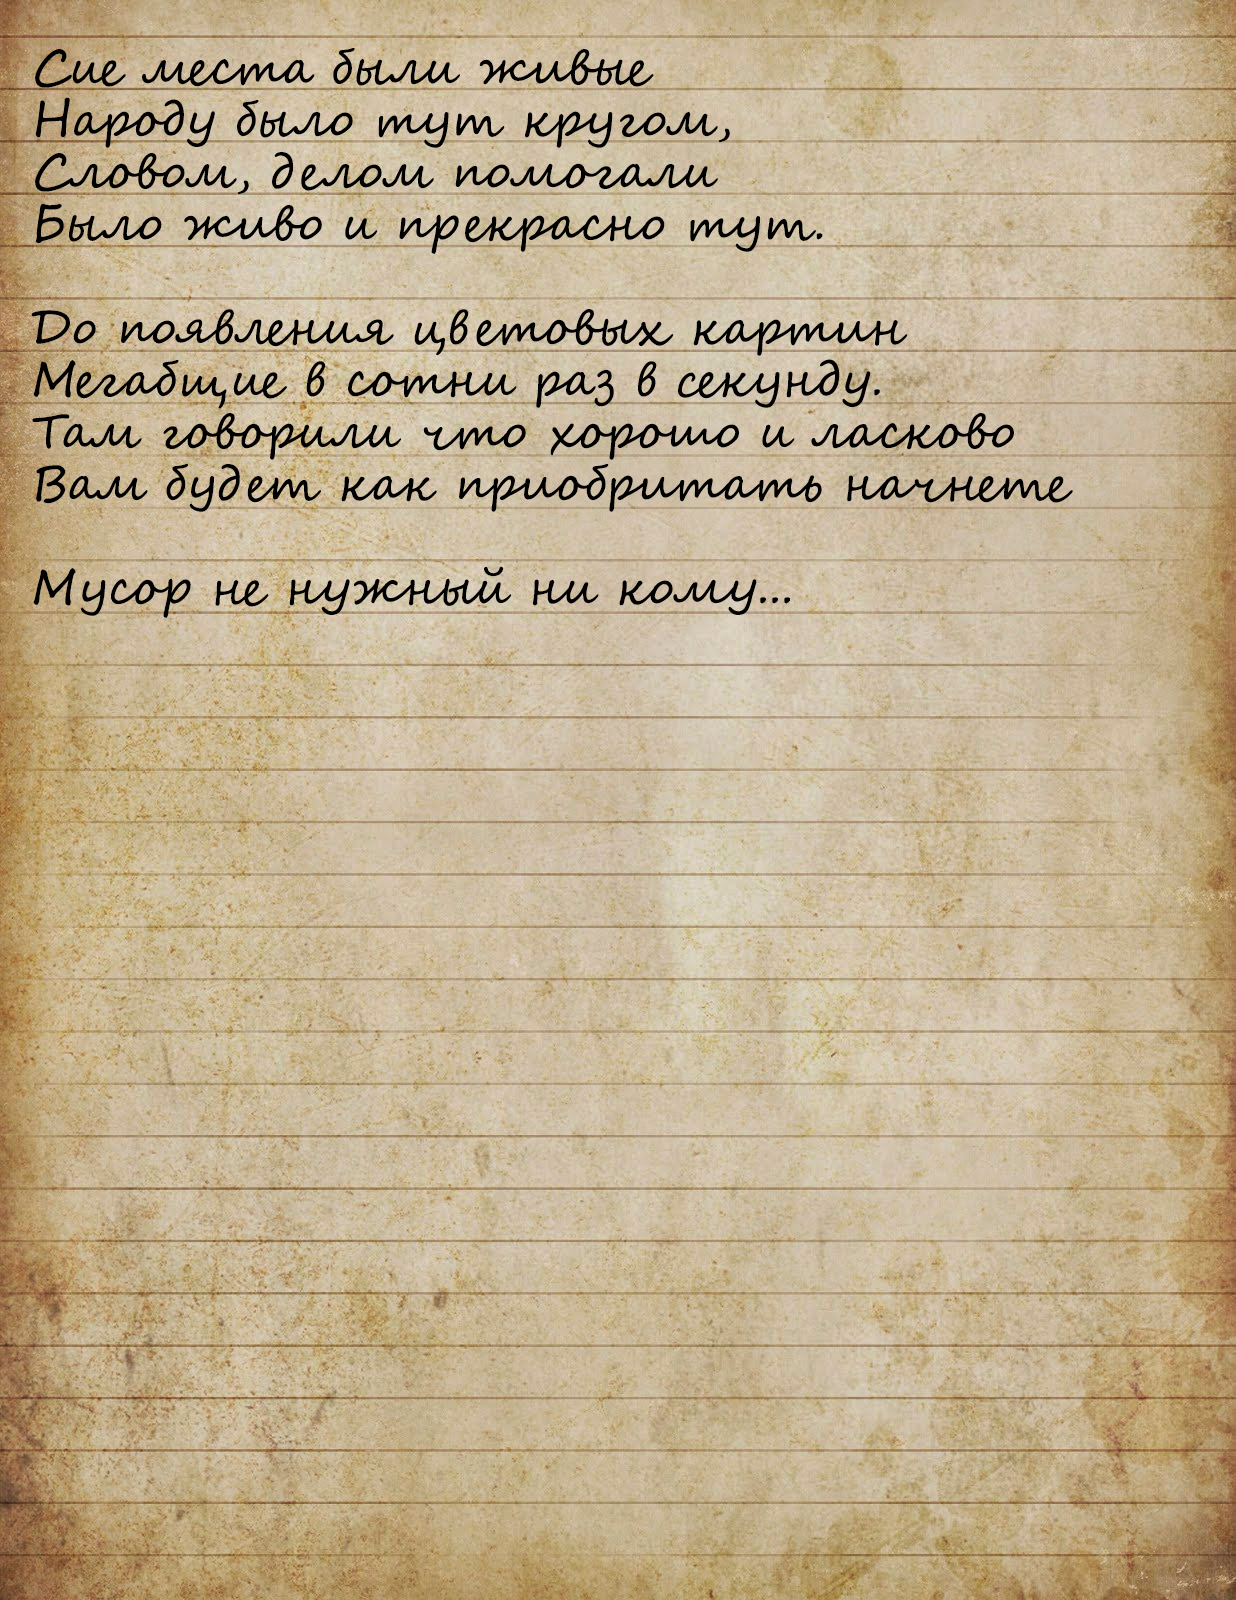 Сие места были живые
Народу было тут кругом,
Словом, делом помогали
Было живо и прекрасно тут.
До появления цветовых картин
Мегабщие в сотни раз в секунду.
Там говорили что хорошо и ласково
Вам будет как приобритать начнете
Мусор не нужный ни кому...